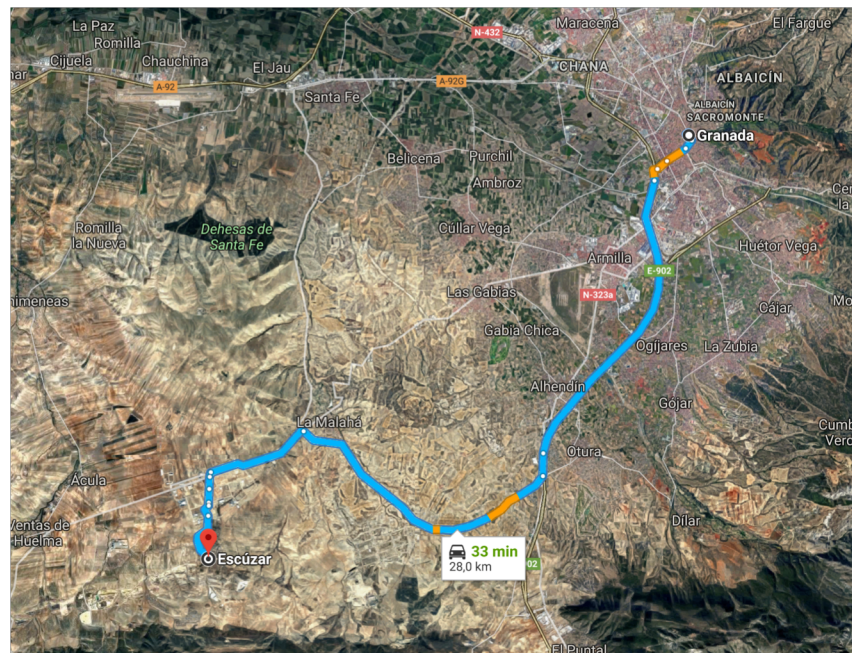 La Paz
Romilla
Cijuela
Chauchina
El Jau
A-92
Santa Fe
N-432
Maracena
El Fargue
CHANA
A-92G
ALBAICÍN
ALBAICÍN
SACROMONTE
Granada
Belicena
Purchil
Ambroz
Romilla
la Nueva
Dehesas de
Santa Fe
Cúllar Vega
Armilla
Huétor Vega
E-902
himeneas
Las Gabias
N-323a
Cájar
Gabia Chica
Ogíjares
La Zubia
Alhendín
Gójar
La Malahá
Otura
Ácula
Ventas de
Huelma
Dílar
Escúzar
33 min
28,0 km
02
El Puntal